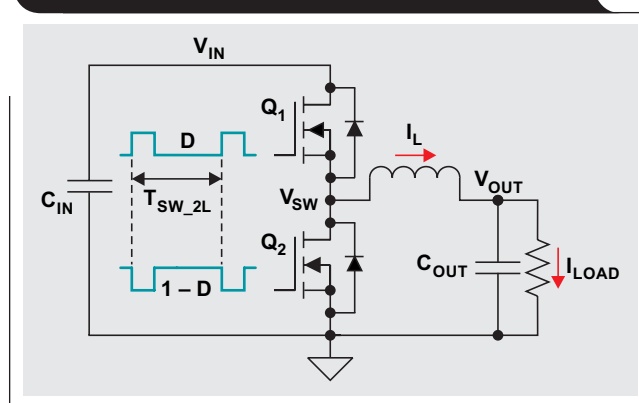 V_IN
Q_1
D
I_L
T_SW_2L
V_SW
V_OUT
C_IN
Q_2
C_OUT
I_LOAD
1 – D